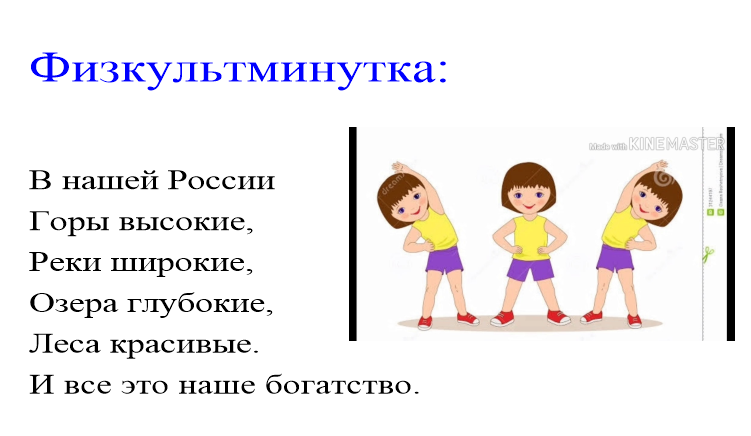 Физкультминутка:
В нашей России
Горы высокие,
Реки широкие,
Озера глубокие,
Леса красивые.
И все это наше богатство.
Made with KINEMASTER